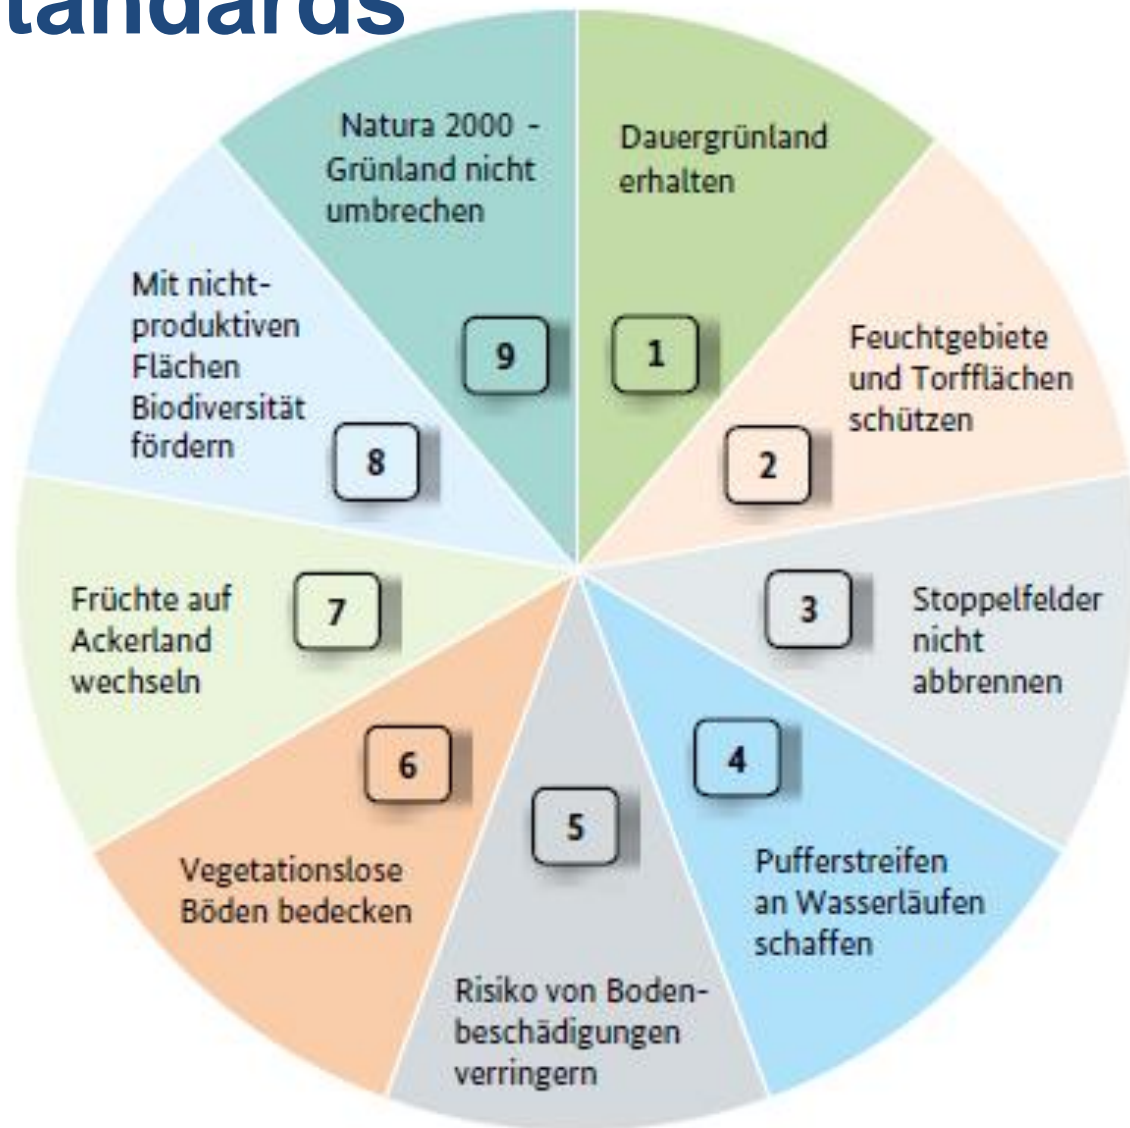 tandards
Dauergrünland
erhalten
1
Feuchtgebiete
und Torfflächen
schützen
2
Stoppelfelder
nicht
abbrennen
3
Pufferstreifen
an Wasserläufen
schaffen
4
Risiko von Boden-
beschädigungen
verringern
5
Vegetationslose
Böden bedecken
6
Früchte auf
Ackerland
wechseln
7
Mit nicht-
produktiven
Flächen
Biodiversität
fördern
8
Natura 2000 -
Grünland nicht
umbrechen
9